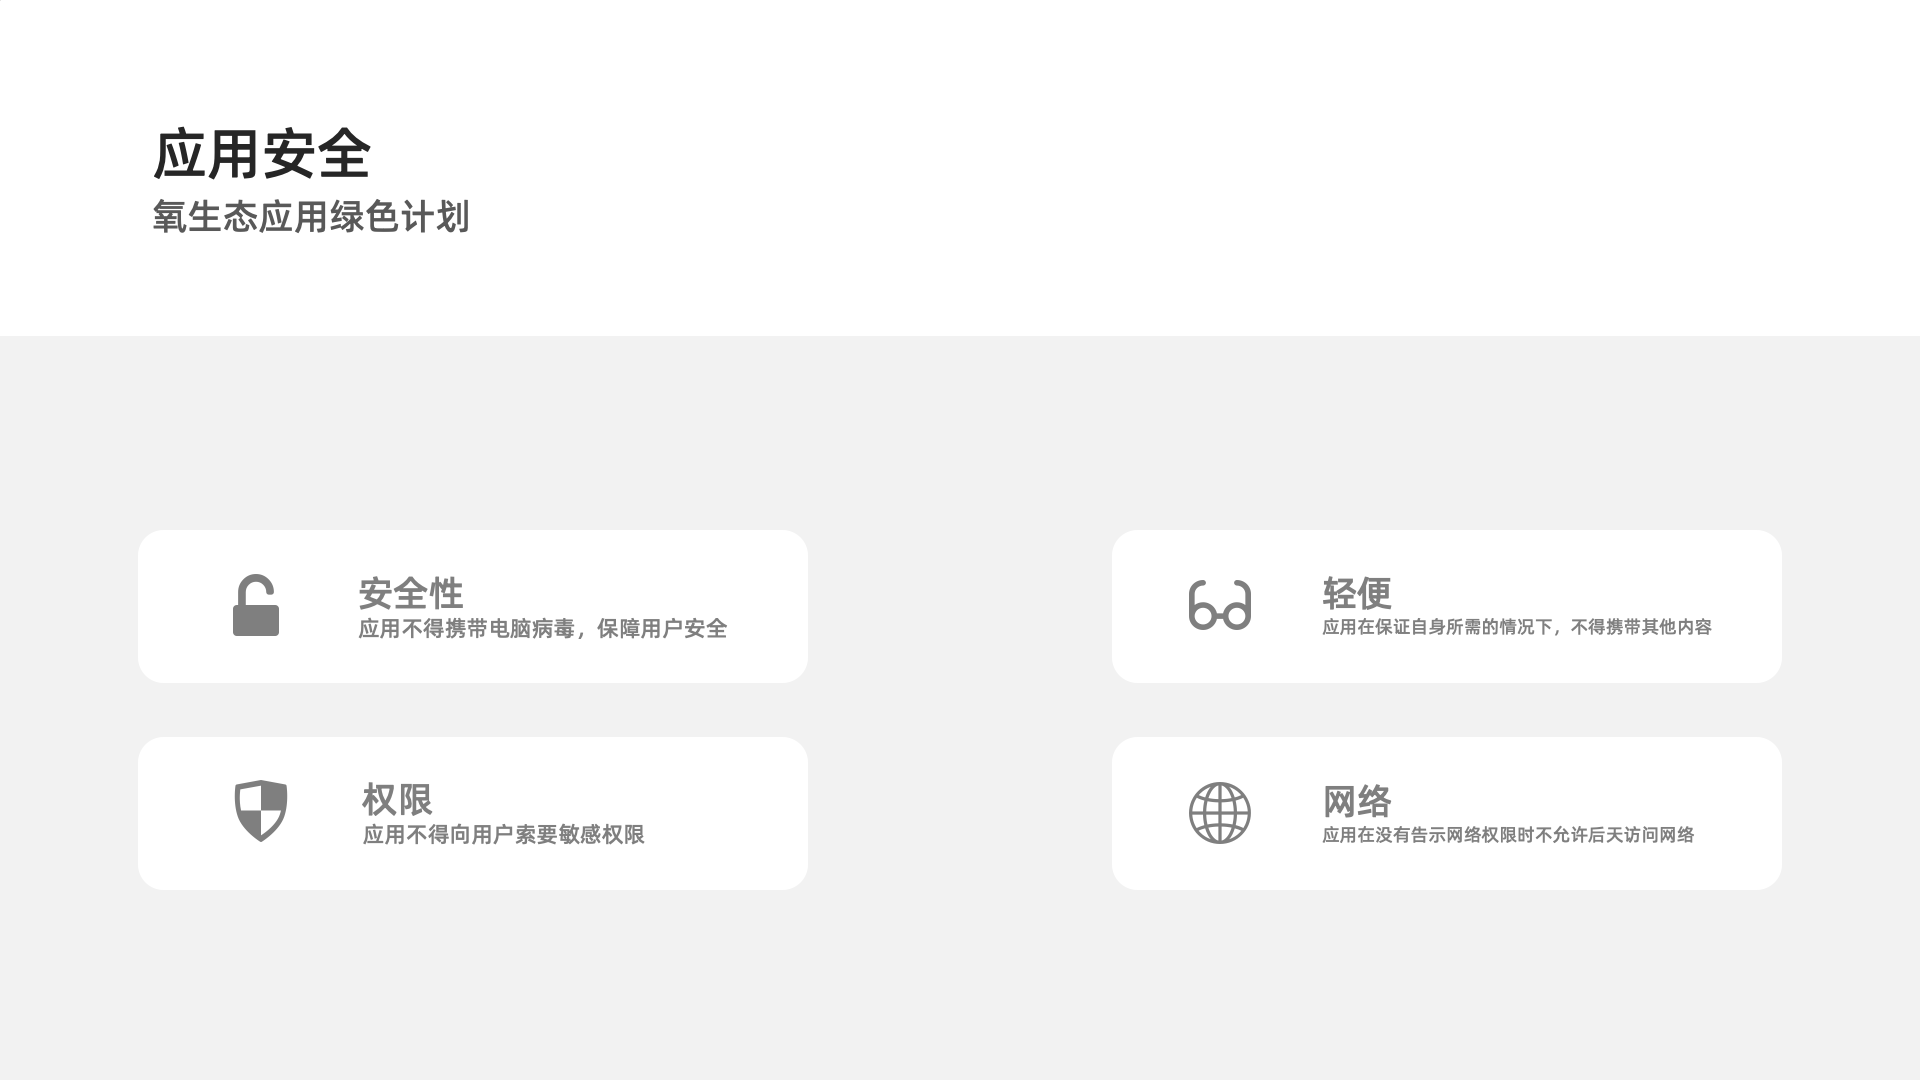 应用安全
氧生态应用绿色计划
安全性
应用不得携带电脑病毒，保障用户安全
轻便
应用在保证自身所需的情况下，不得携带其他内容
权限
应用不得向用户索要敏感权限
网络
应用在没有告示网络权限时不允许后天访问网络